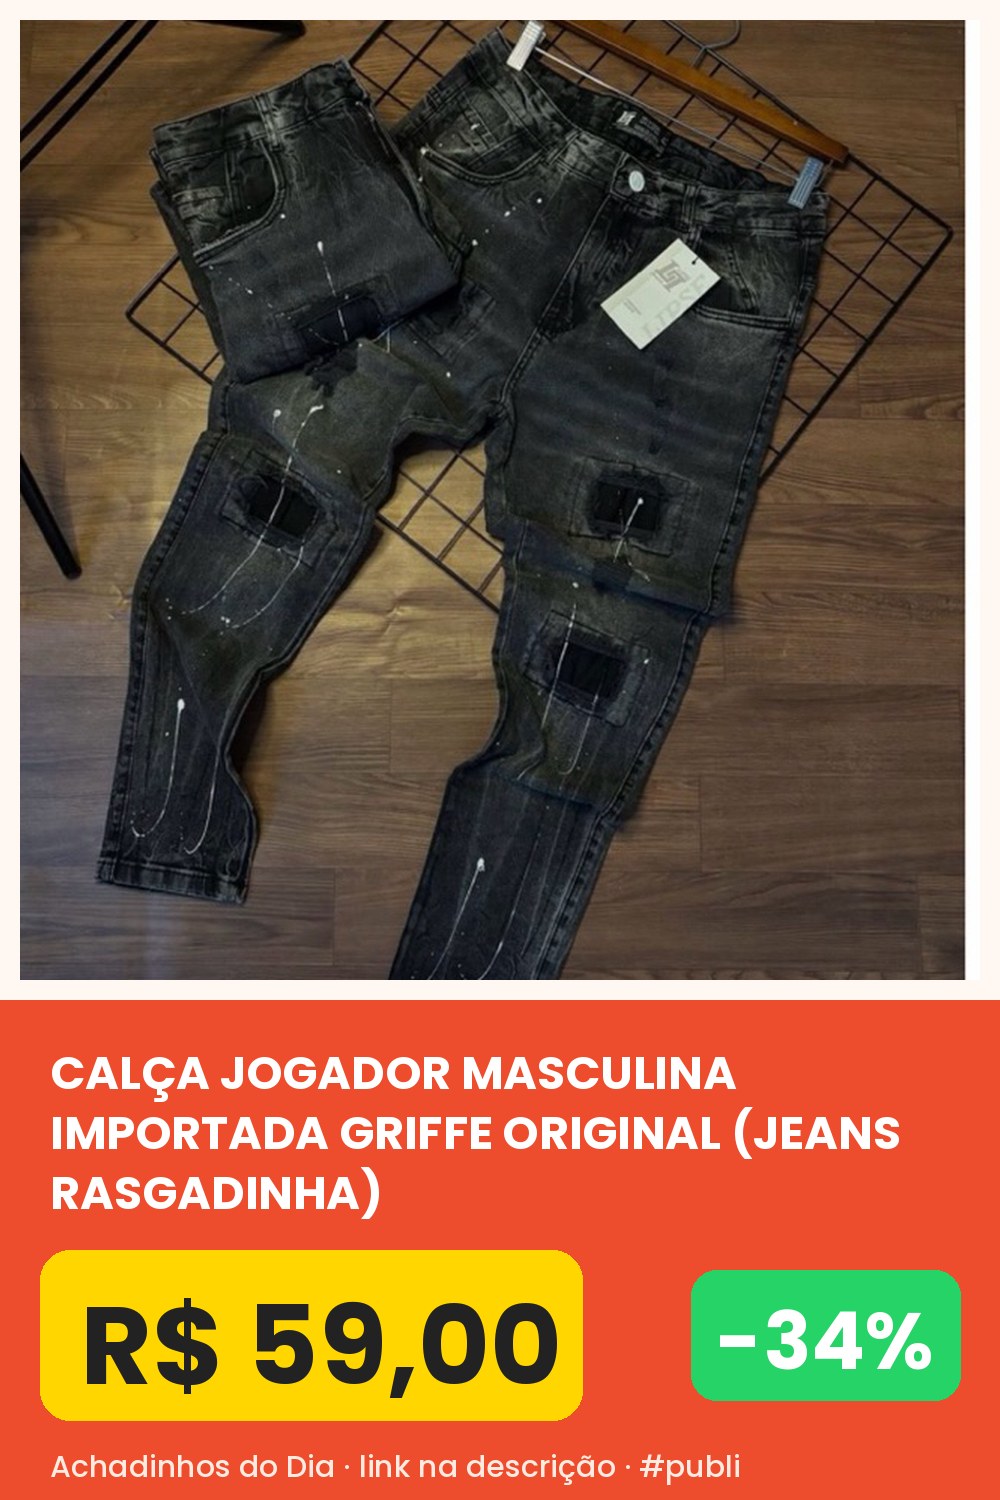 CALÇA JOGADOR MASCULINA
IMPORTADA GRIFFE ORIGINAL (JEANS
RASGADINHA)
R$ 59,00
-34%
Achadinhos do Dia · link na descrição · #publi